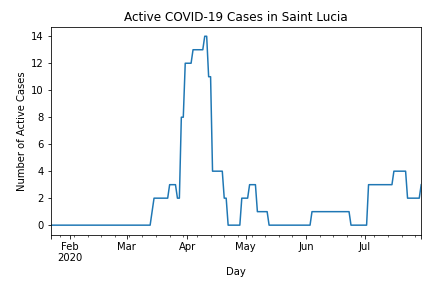 Active COVID-19 Cases in Saint Lucia
14
12
10
8
6
4
2
0
Number of Active Cases
Feb Mar Apr May Jun Jul
2020
Day